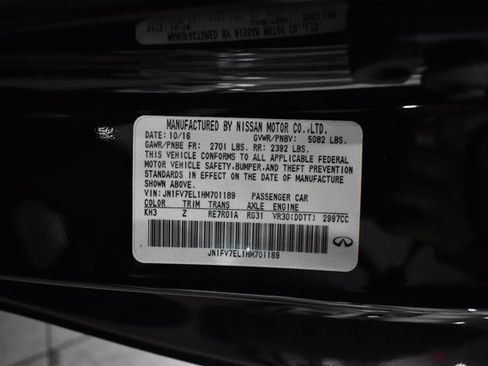 MANUFACTURED BY NISSAN MOTOR CO.,LTD.
DATE: 10/16 GVWR/PNBV: 5082 LBS.
GAWR/PNBE FR: 2701 LBS. RR: 2392 LBS.
THIS VEHICLE CONFORMS TO ALL APPLICABLE FEDERAL
MOTOR VEHICLE SAFETY, BUMPER, AND THEFT PREVENTION
STANDARDS IN EFFECT ON THE DATE OF MANUFACTURE
SHOWN ABOVE.
VIN: JN1FV7EL1HM701189 PASSENGER CAR
COLOR TRIM TRANS AXLE ENGINE
KH3 Z RE7R01A RG31 VR30(DDTT) 2997CC
JN1FV7EL1HM701189